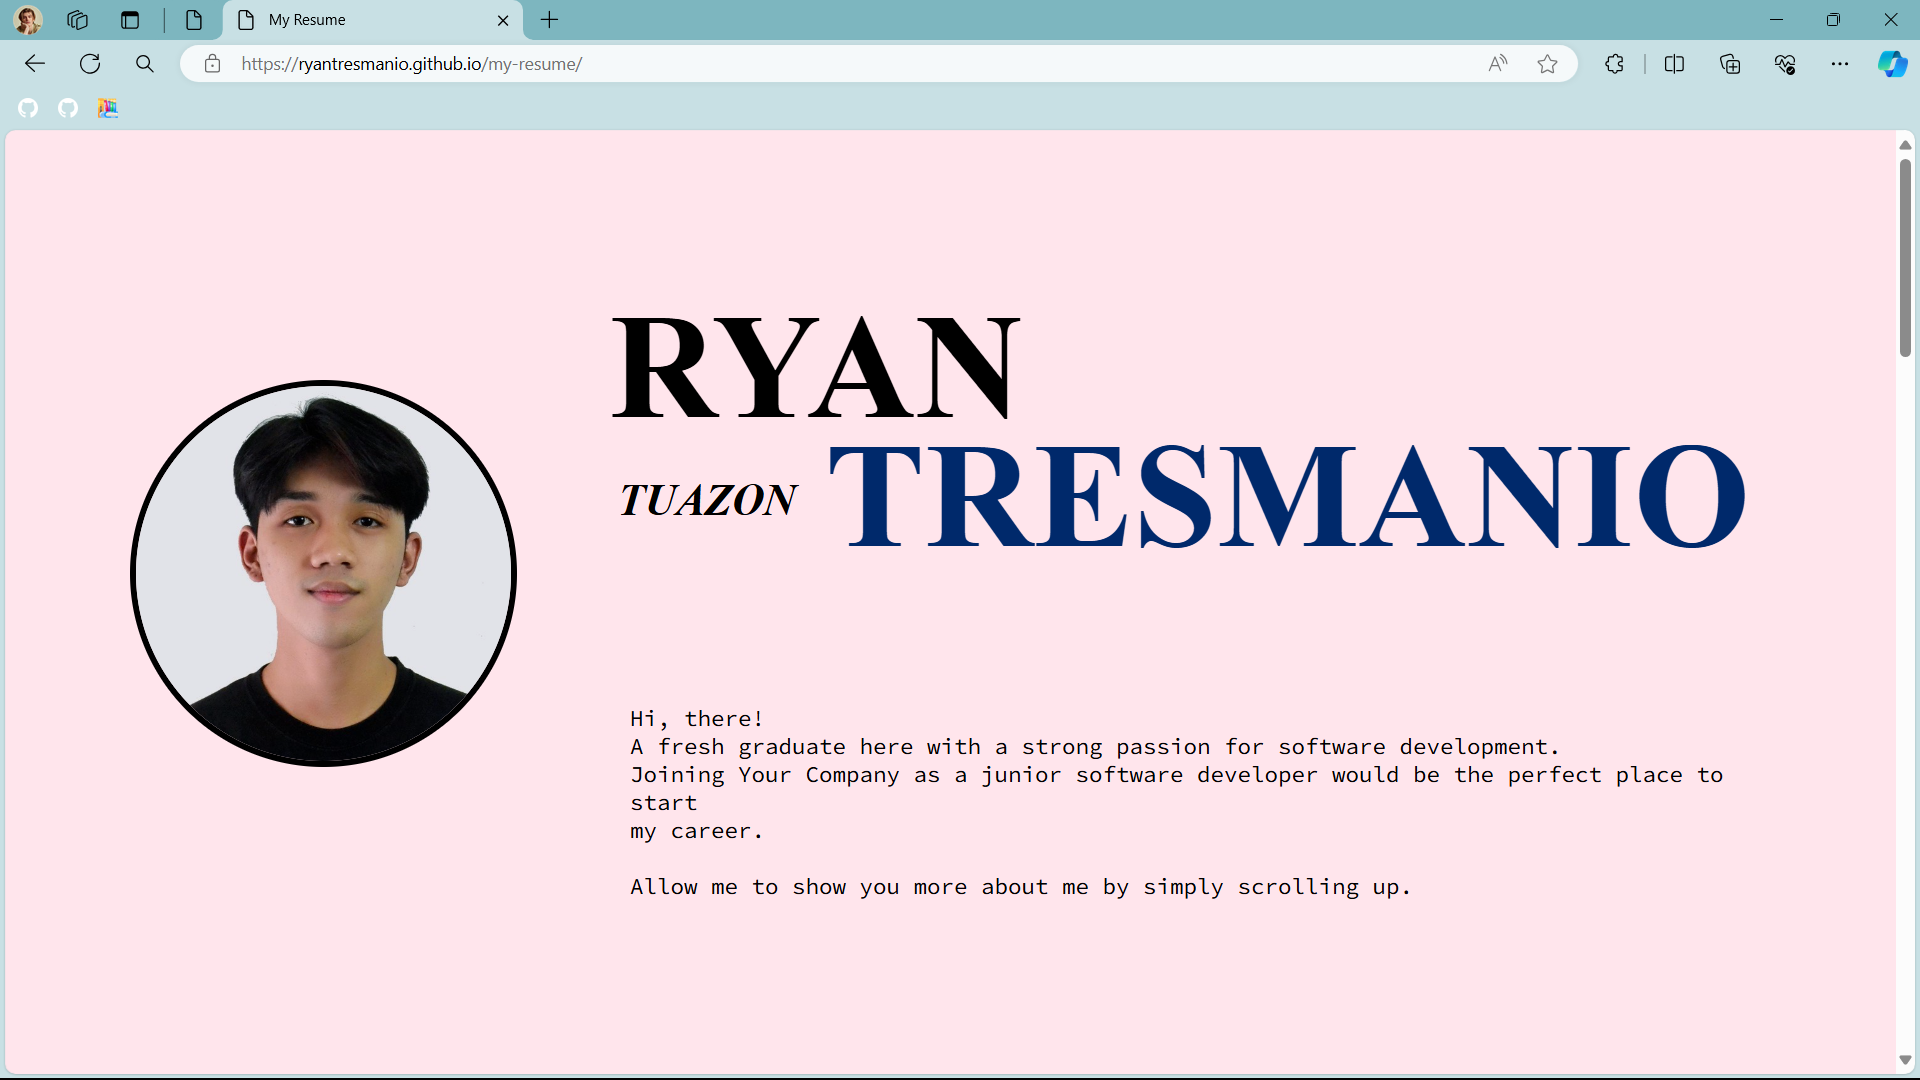 My Resume
https://ryantresmanio.github.io/my-resume/
RYAN
TUAZON TRESMANIO
Hi, there!
A fresh graduate here with a strong passion for software development.
Joining Your Company as a junior software developer would be the perfect place to
start
my career.
Allow me to show you more about me by simply scrolling up.